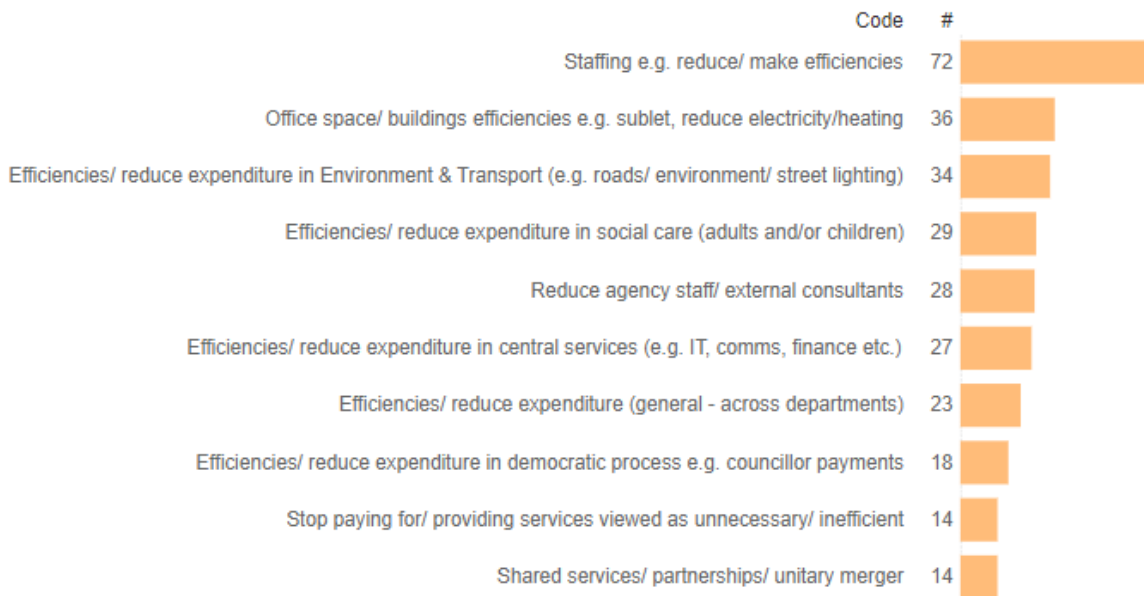 Code #
Staffing e.g. reduce/ make efficiencies 72
Office space/ buildings efficiencies e.g. sublet, reduce electricity/heating 36
Efficiencies/ reduce expenditure in Environment & Transport (e.g. roads/ environment/ street lighting) 34
Efficiencies/ reduce expenditure in social care (adults and/or children) 29
Reduce agency staff/ external consultants 28
Efficiencies/ reduce expenditure in central services (e.g. IT, comms, finance etc.) 27
Efficiencies/ reduce expenditure (general - across departments) 23
Efficiencies/ reduce expenditure in democratic process e.g. councillor payments 18
Stop paying for/ providing services viewed as unnecessary/ inefficient 14
Shared services/ partnerships/ unitary merger 14